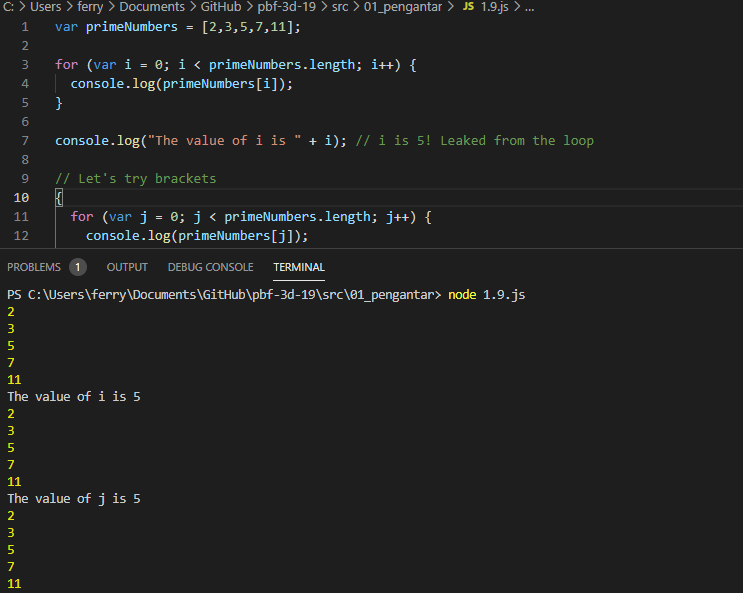 C: > Users > ferry > Documents > GitHub > pbf-3d-19 > src > 01_pengantar > JS 1.9.js > ...
1 var primeNumbers = [2,3,5,7,11];
2
3 for (var i = 0; i < primeNumbers.length; i++) {
4 console.log(primeNumbers[i]);
5 }
6
7 console.log("The value of i is " + i); // i is 5! Leaked from the loop
8
9 // Let's try brackets
10 {
11 for (var j = 0; j < primeNumbers.length; j++) {
12 console.log(primeNumbers[j]);
PROBLEMS 1 OUTPUT DEBUG CONSOLE TERMINAL
PS C:\Users\ferry\Documents\GitHub\pbf-3d-19\src\01_pengantar> node 1.9.js
2
3
5
7
11
The value of i is 5
2
3
5
7
11
The value of j is 5
2
3
5
7
11